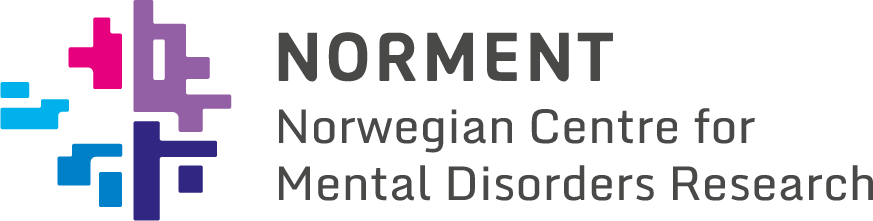 NORMENT
Norwegian Centre for
Mental Disorders Research